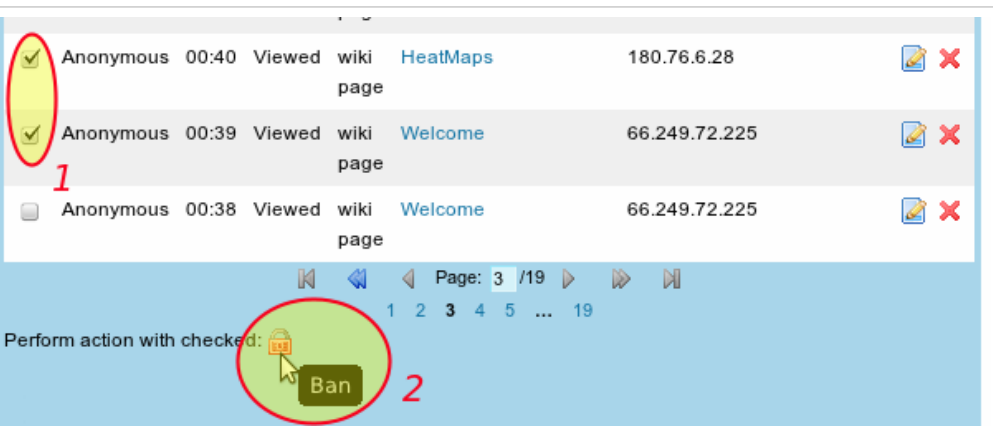 Anonymous 00:40 Viewed wiki HeatMaps 180.76.6.28
page
Anonymous 00:39 Viewed wiki Welcome 66.249.72.225
page
1
Anonymous 00:38 Viewed wiki Welcome 66.249.72.225
page
Page: 3 /19
1 2 3 4 5 ... 19
Perform action with checked:
Ban
2